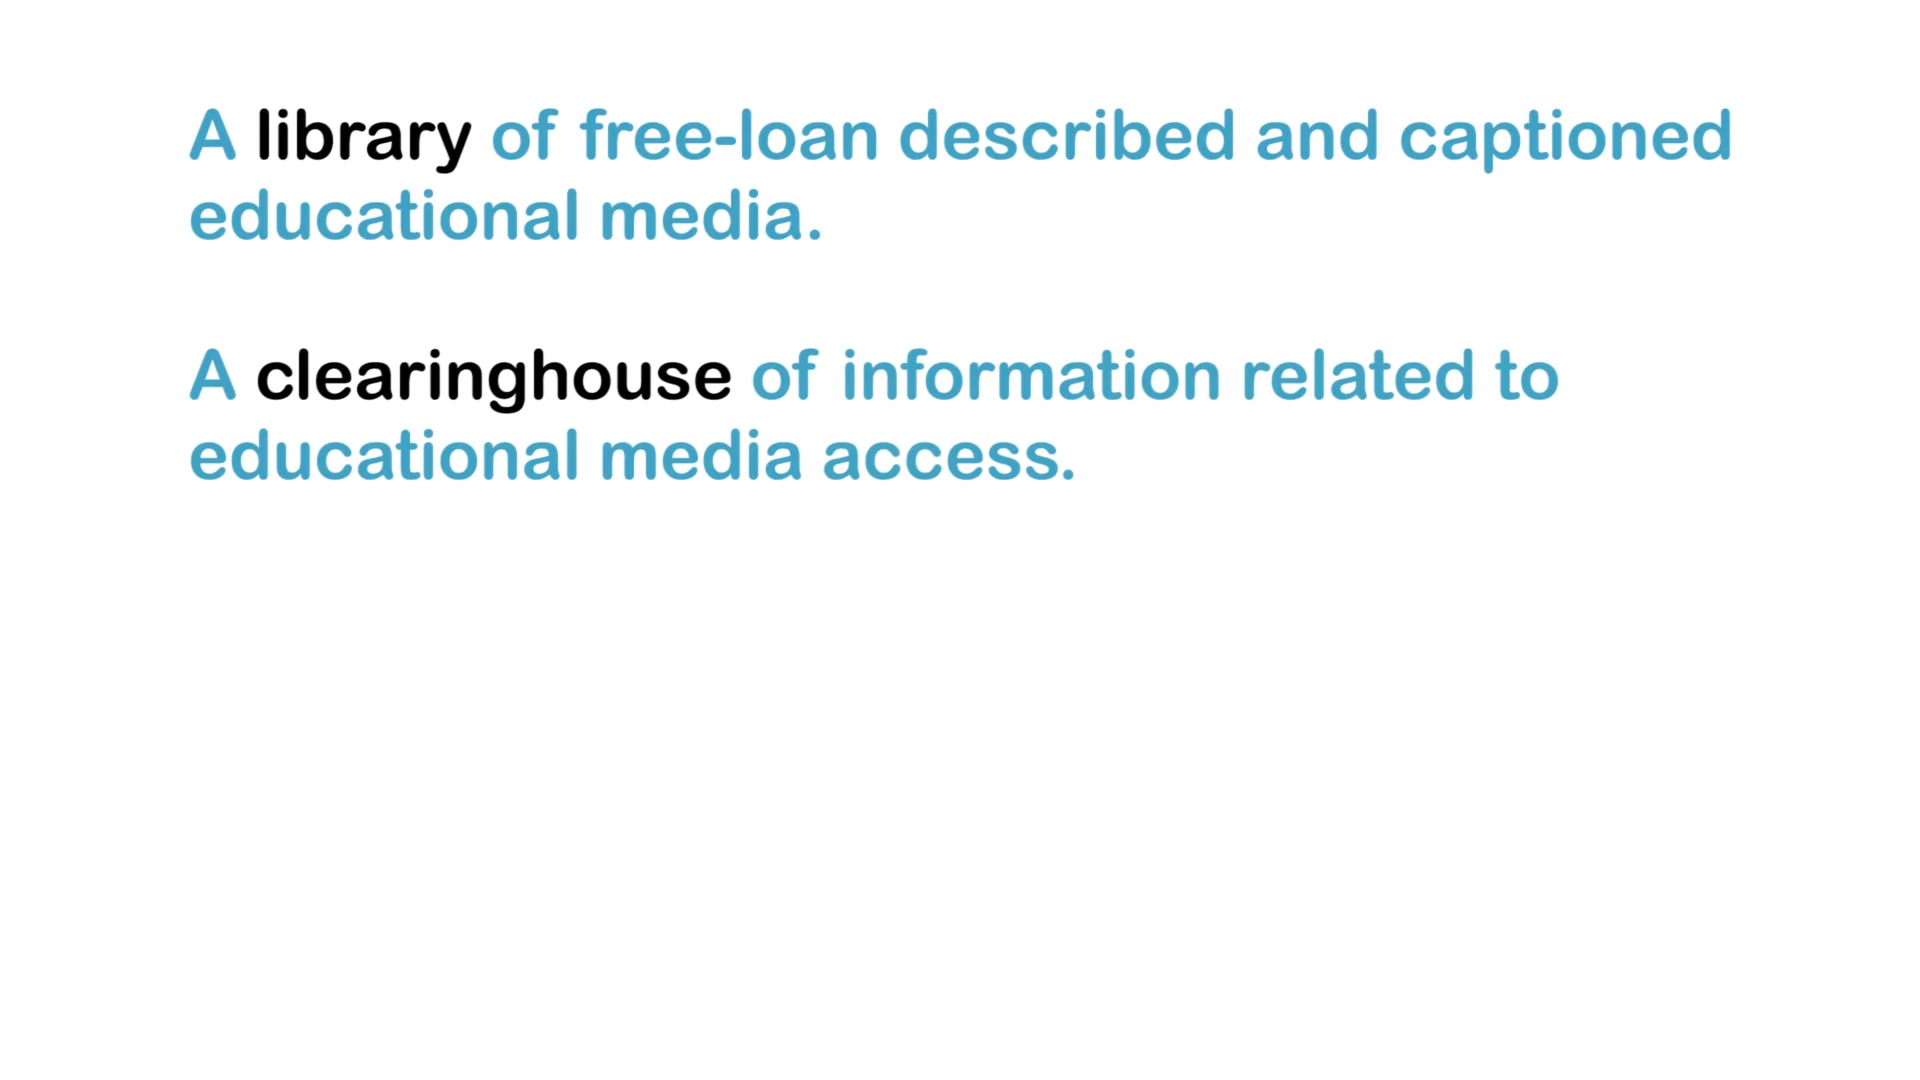 A library of free-loan described and captioned
educational media.
A clearinghouse of information related to
educational media access.